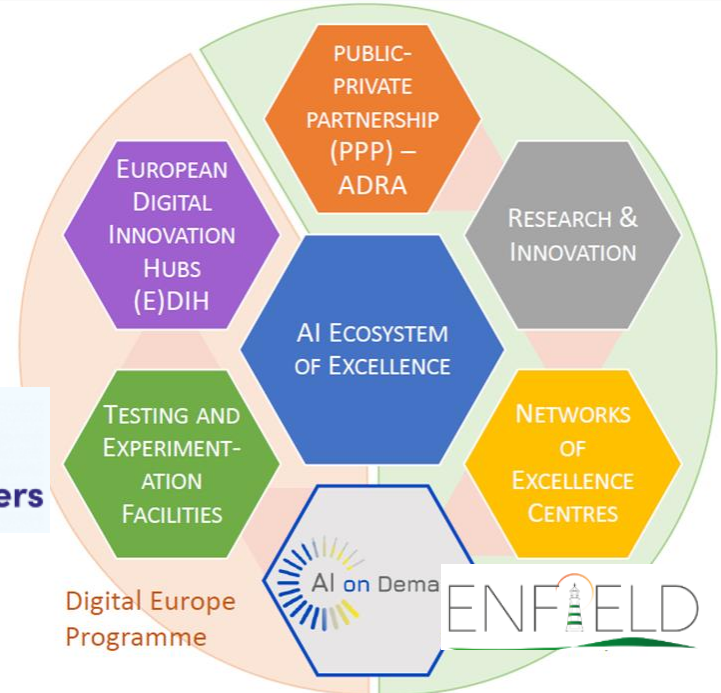 PUBLIC-
PRIVATE
PARTNERSHIP
(PPP) –
ADRA
EUROPEAN
DIGITAL
INNOVATION
HUBS
(E)DIH
RESEARCH &
INNOVATION
AI ECOSYSTEM
OF EXCELLENCE
TESTING AND
EXPERIMENT-
ATION
FACILITIES
NETWORKS
OF
EXCELLENCE
CENTRES
ers
AI on Dema
ENFIELD
Digital Europe
Programme